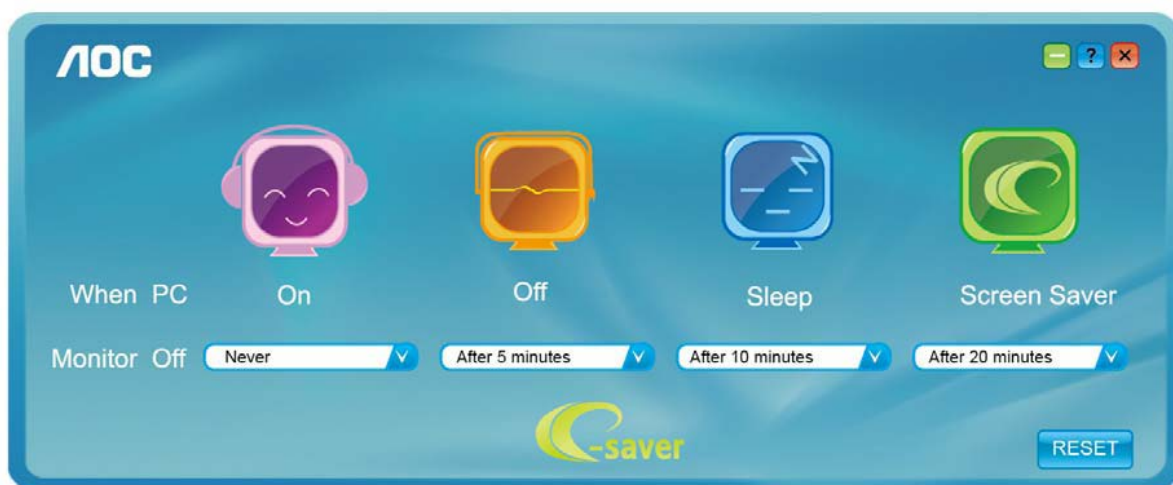 AOC
?
When PC On Off Sleep Screen Saver
Monitor Off Never After 5 minutes After 10 minutes After 20 minutes
e-saver
RESET